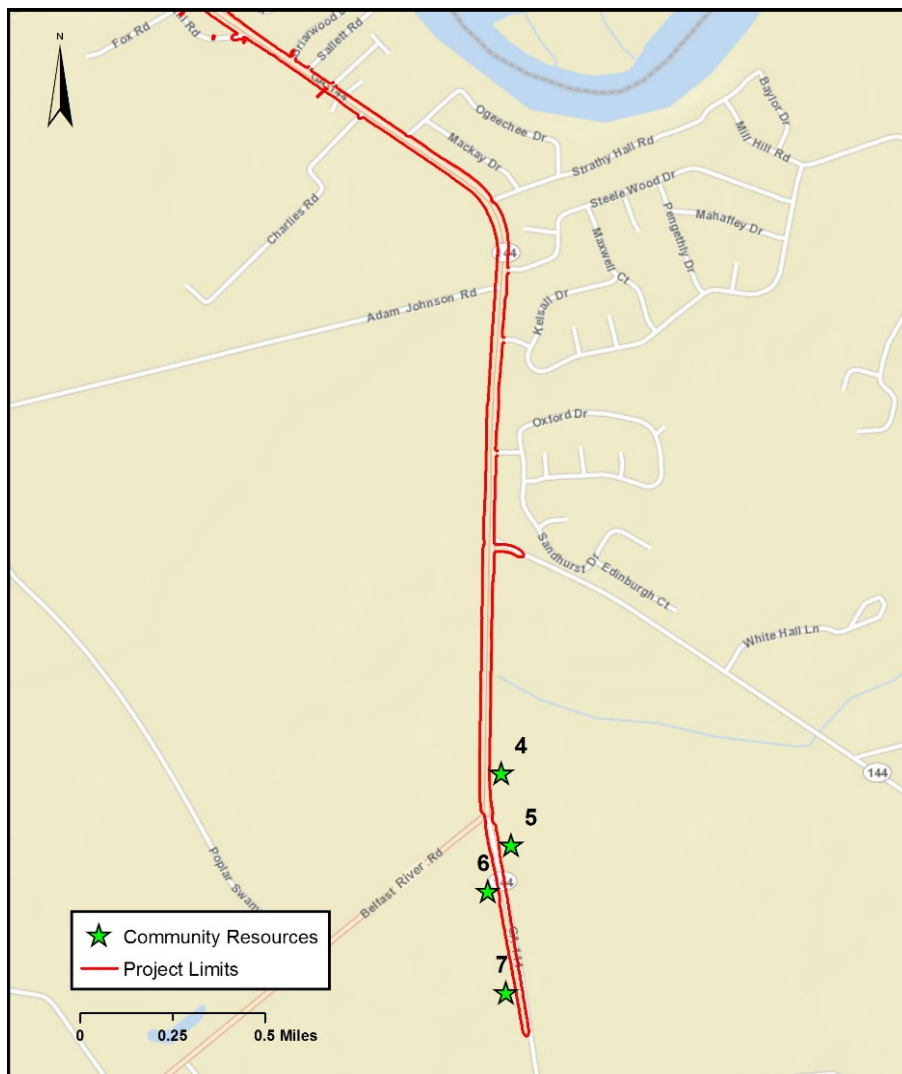 Fox Rd
Briarwood
Sallett Rd
N
Ogeechee Dr
Mackay Dr
Strathy Hall Rd
Baylor Dr
Mill Hill Rd
Steele Wood Dr
Charlies Rd
Pengethly Dr
Mahaffey Dr
Maxwell Ct
144
Adam Johnson Rd
Kelsall Dr
Oxford Dr
Sandhurst Dr
Edinburgh Ct
White Hall Ln
4
144
5
Belfast River Rd
6
144
Poplar Swam
7
Community Resources
Project Limits
0 0.25 0.5 Miles